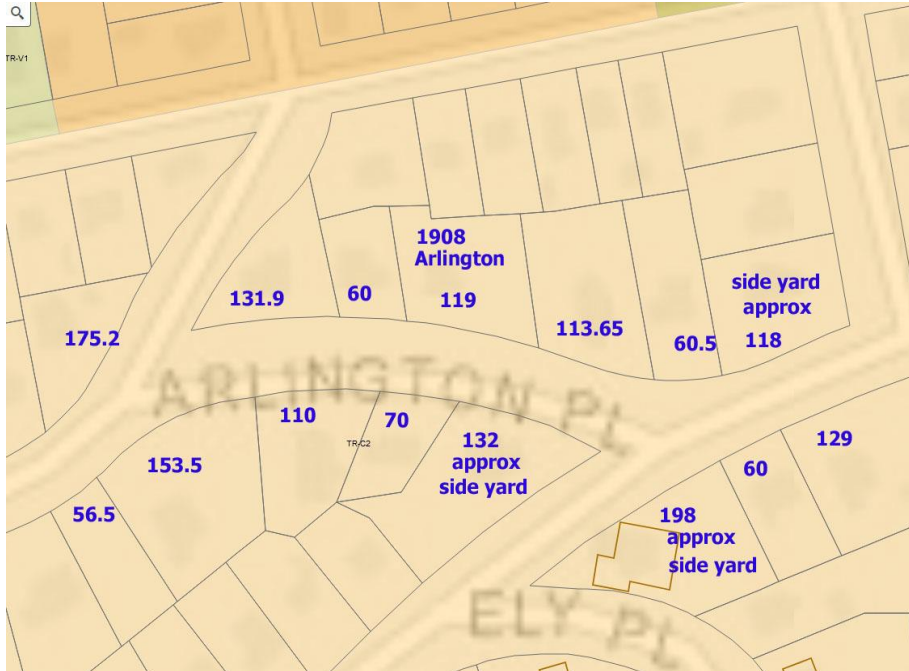 TR-V1
1908
Arlington
131.9
60
119
side yard
approx
118
175.2
113.65
60.5
ARLINGTON PL
110
70
TR-C2
132
approx
side yard
153.5
56.5
129
60
198
approx
side yard
ELY PL